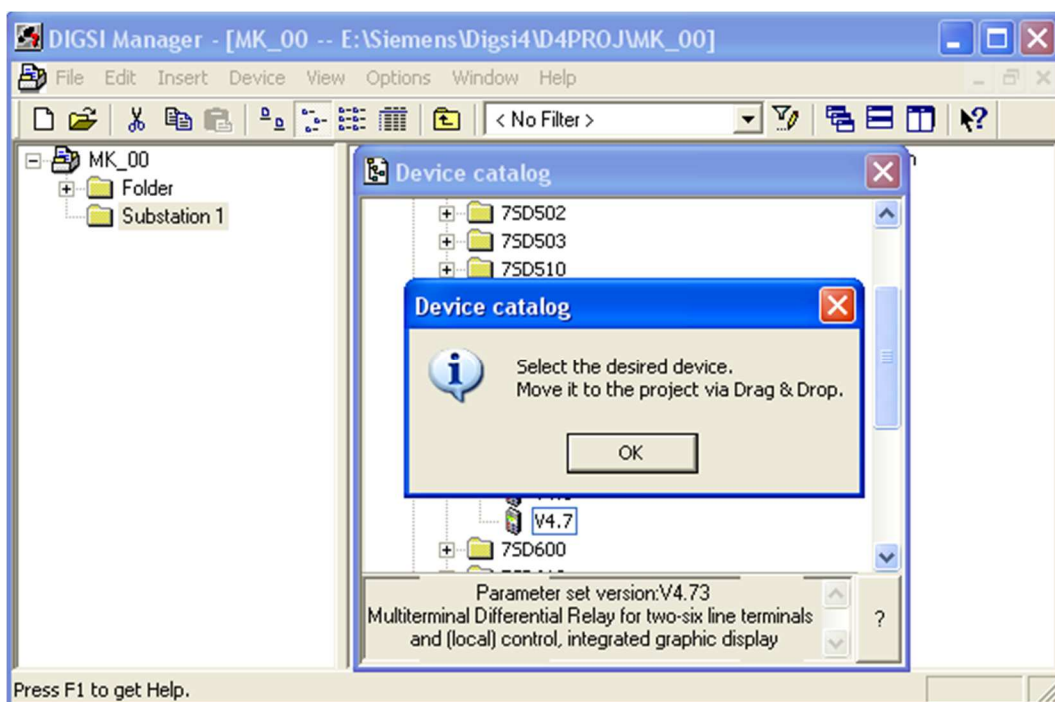 DIGSI Manager - [MK_00 -- E:\Siemens\Digsi4\D4PROJ\MK_00]
File Edit Insert Device View Options Window Help
< No Filter >
MK_00
Folder
Substation 1
Device catalog
7SD502
7SD503
7SD510
Device catalog
Select the desired device.
Move it to the project via Drag & Drop.
OK
V4.7
7SD600
Parameter set version:V4.73
Multiterminal Differential Relay for two-six line terminals
and (local) control, integrated graphic display
?
Press F1 to get Help.